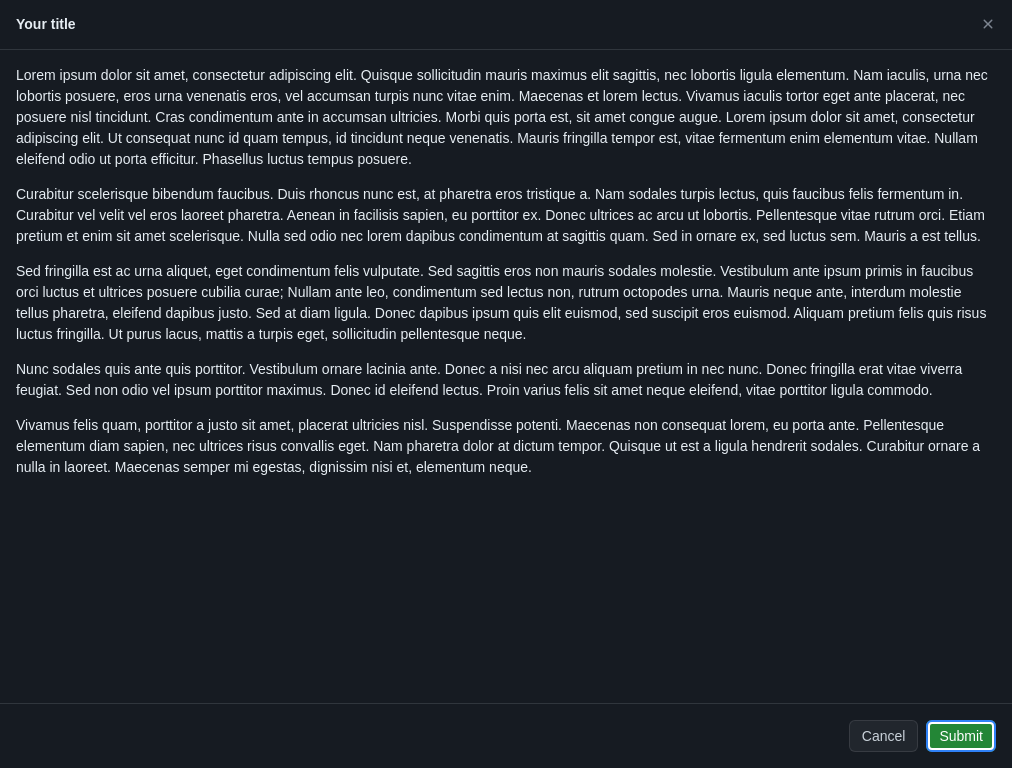 Your title
Lorem ipsum dolor sit amet, consectetur adipiscing elit. Quisque sollicitudin mauris maximus elit sagittis, nec lobortis ligula elementum. Nam iaculis, urna nec
lobortis posuere, eros urna venenatis eros, vel accumsan turpis nunc vitae enim. Maecenas et lorem lectus. Vivamus iaculis tortor eget ante placerat, nec
posuere nisl tincidunt. Cras condimentum ante in accumsan ultricies. Morbi quis porta est, sit amet congue augue. Lorem ipsum dolor sit amet, consectetur
adipiscing elit. Ut consequat nunc id quam tempus, id tincidunt neque venenatis. Mauris fringilla tempor est, vitae fermentum enim elementum vitae. Nullam
eleifend odio ut porta efficitur. Phasellus luctus tempus posuere.
Curabitur scelerisque bibendum faucibus. Duis rhoncus nunc est, at pharetra eros tristique a. Nam sodales turpis lectus, quis faucibus felis fermentum in.
Curabitur vel velit vel eros laoreet pharetra. Aenean in facilisis sapien, eu porttitor ex. Donec ultrices ac arcu ut lobortis. Pellentesque vitae rutrum orci. Etiam
pretium et enim sit amet scelerisque. Nulla sed odio nec lorem dapibus condimentum at sagittis quam. Sed in ornare ex, sed luctus sem. Mauris a est tellus.
Sed fringilla est ac urna aliquet, eget condimentum felis vulputate. Sed sagittis eros non mauris sodales molestie. Vestibulum ante ipsum primis in faucibus
orci luctus et ultrices posuere cubilia curae; Nullam ante leo, condimentum sed lectus non, rutrum octopodes urna. Mauris neque ante, interdum molestie
tellus pharetra, eleifend dapibus justo. Sed at diam ligula. Donec dapibus ipsum quis elit euismod, sed suscipit eros euismod. Aliquam pretium felis quis risus
luctus fringilla. Ut purus lacus, mattis a turpis eget, sollicitudin pellentesque neque.
Nunc sodales quis ante quis porttitor. Vestibulum ornare lacinia ante. Donec a nisi nec arcu aliquam pretium in nec nunc. Donec fringilla erat vitae viverra
feugiat. Sed non odio vel ipsum porttitor maximus. Donec id eleifend lectus. Proin varius felis sit amet neque eleifend, vitae porttitor ligula commodo.
Vivamus felis quam, porttitor a justo sit amet, placerat ultricies nisl. Suspendisse potenti. Maecenas non consequat lorem, eu porta ante. Pellentesque
elementum diam sapien, nec ultrices risus convallis eget. Nam pharetra dolor at dictum tempor. Quisque ut est a ligula hendrerit sodales. Curabitur ornare a
nulla in laoreet. Maecenas semper mi egestas, dignissim nisi et, elementum neque.
Cancel
Submit